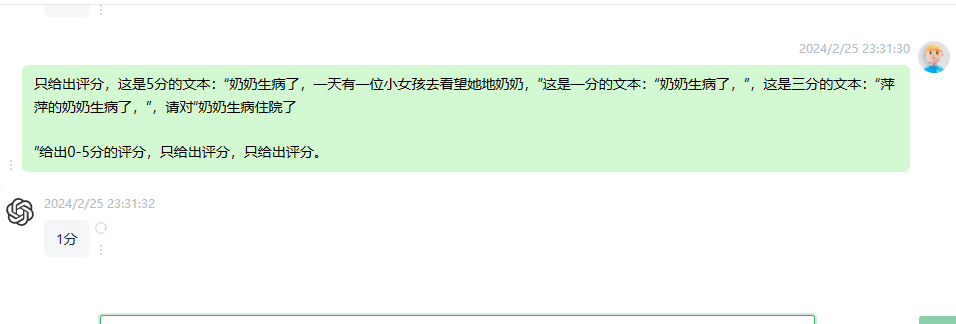 2024/2/25 23:31:30
只给出评分，这是5分的文本：“奶奶生病了，一天有一位小女孩去看望她地奶奶，”这是一分的文本：“奶奶生病了，”，这是三分的文本：“萍
萍的奶奶生病了，”，请对“奶奶生病住院了
”给出0-5分的评分，只给出评分，只给出评分。
2024/2/25 23:31:32
1分